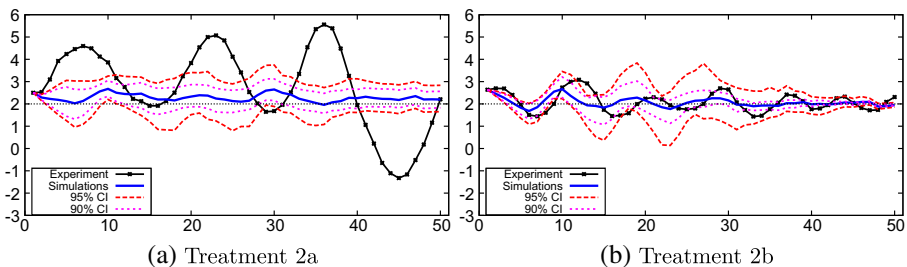 6
5
4
3
2
1
0
-1
-2
-3
0 10 20 30 40 50
Experiment
Simulations
95% CI
90% CI
(a) Treatment 2a
6
5
4
3
2
1
0
-1
-2
-3
0 10 20 30 40 50
Experiment
Simulations
95% CI
90% CI
(b) Treatment 2b